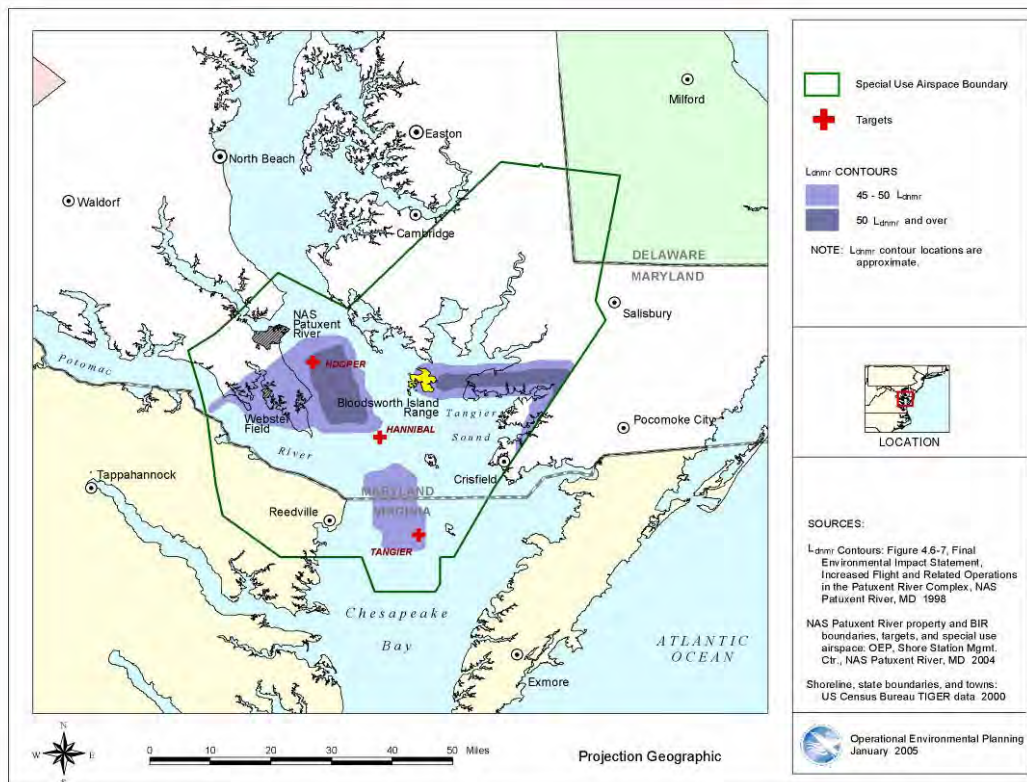 Milford
Easton
North Beach
Waldorf
Cambridge
DELAWARE
MARYLAND
NAS
Patuxent
River
Salisbury
HOOPER
Potomac
Bloodsworth Island
Range
Tangier
Webster
Field
HANNIBAL
Sound
Pocomoke City
River
Crisfield
Tappahannock
MARYLAND
VIRGINIA
Reedville
TANGIER
Chesapeake
Bay
ATLANTIC
OCEAN
Exmore
N
W E
S
0 10 20 30 40 50 Miles
Projection Geographic
Special Use Airspace Boundary
Targets
Ldnmr CONTOURS
45 - 50 Ldnmr
50 Ldnmr and over
NOTE: Ldnmr contour locations are
approximate.
LOCATION
SOURCES:
Ldnmr Contours: Figure 4.6-7, Final
Environmental Impact Statement,
Increased Flight and Related Operations
in the Patuxent River Complex, NAS
Patuxent River, MD 1998
NAS Patuxent River property and BIR
boundaries, targets, and special use
airspace: OEP, Shore Station Mgmt.
Ctr., NAS Patuxent River, MD 2004
Shoreline, state boundaries, and towns:
US Census Bureau TIGER data 2000
Operational Environmental Planning
January 2005